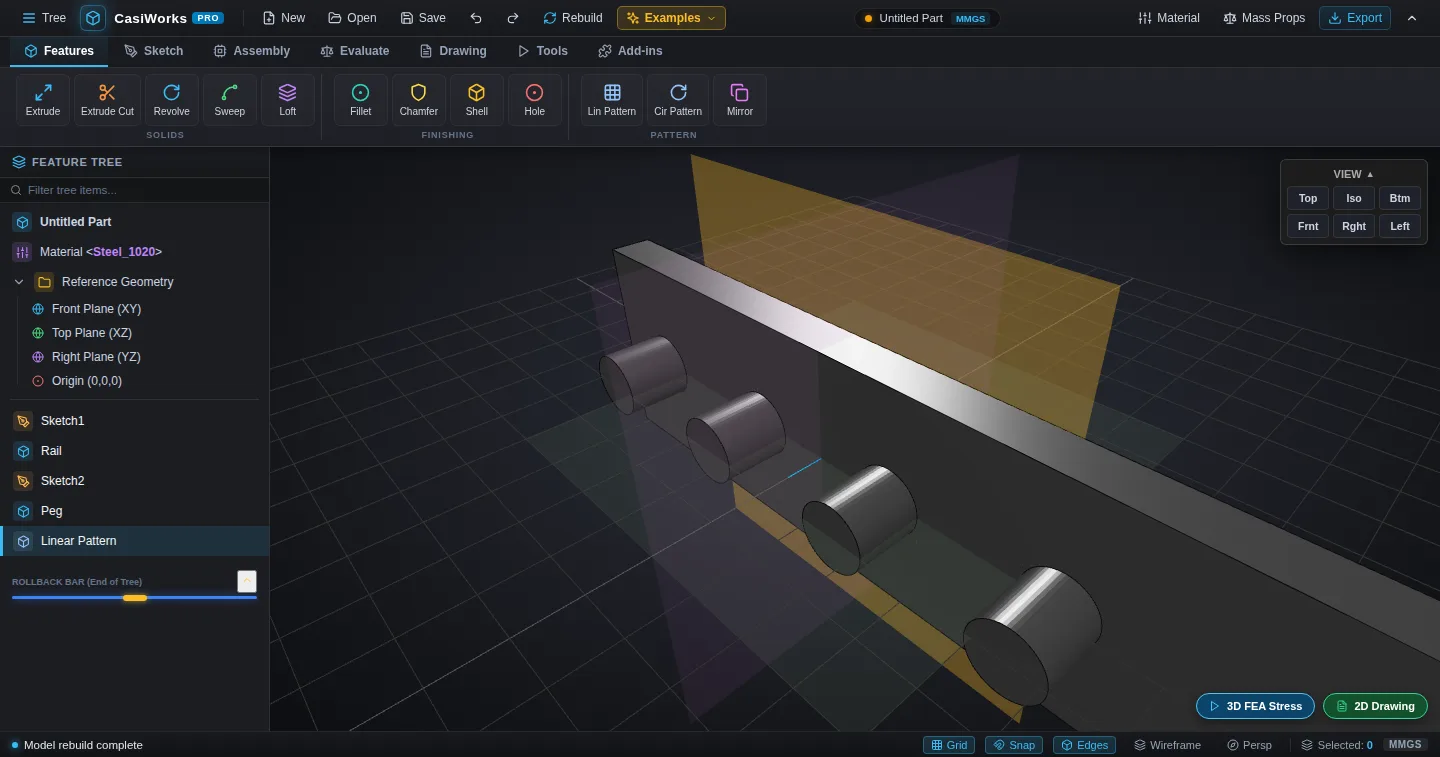 Tree CasiWorks PRO New Open Save Rebuild Examples Untitled Part MMGS Material Mass Props Export
Features Sketch Assembly Evaluate Drawing Tools Add-ins
Extrude Extrude Cut Revolve Sweep Loft Fillet Chamfer Shell Hole Lin Pattern Cir Pattern Mirror
SOLIDS FINISHING PATTERN
FEATURE TREE
Filter tree items...
Untitled Part
Material <Steel_1020>
Reference Geometry
Front Plane (XY)
Top Plane (XZ)
Right Plane (YZ)
Origin (0,0,0)
Sketch1
Rail
Sketch2
Peg
Linear Pattern
ROLLBACK BAR (End of Tree)
VIEW ▲
Top Iso Btm
Frnt Rght Left
3D FEA Stress 2D Drawing
Model rebuild complete Grid Snap Edges Wireframe Persp Selected: 0 MMGS